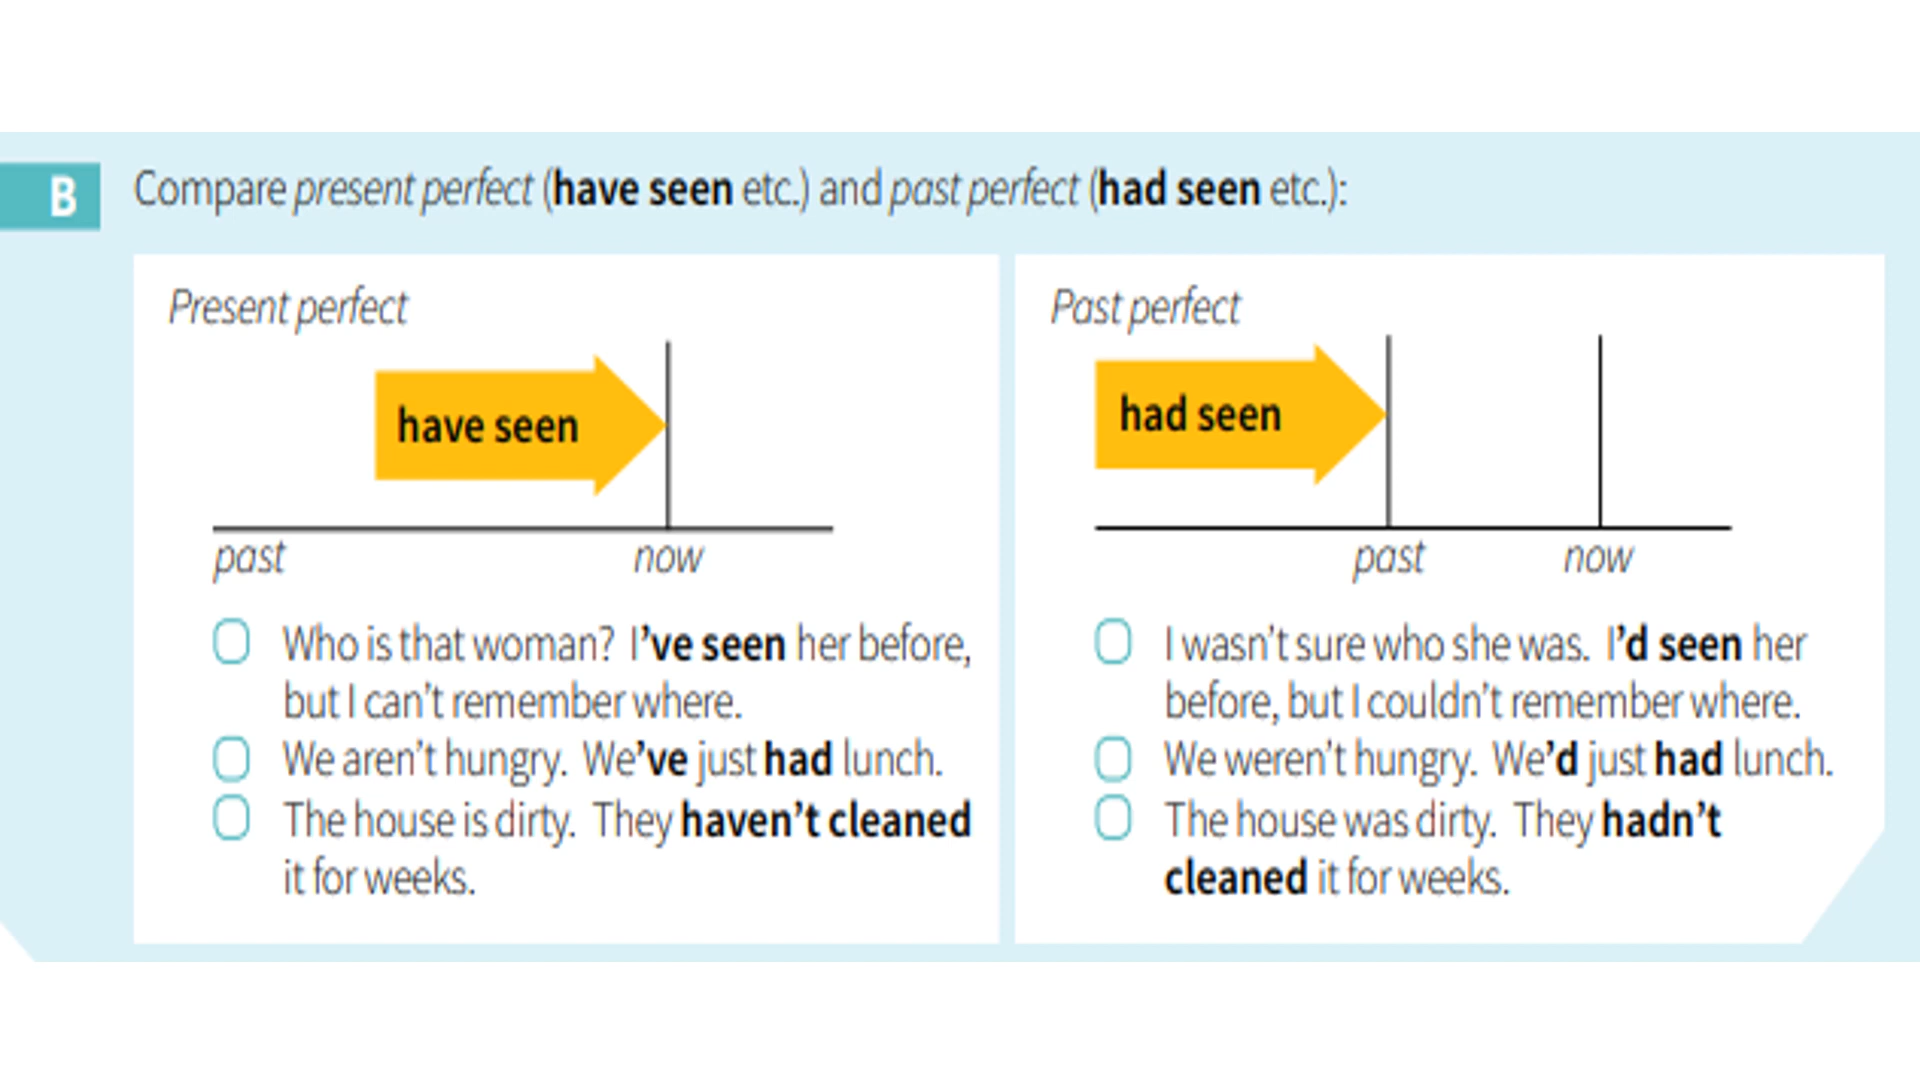 B
Compare present perfect (have seen etc.) and past perfect (had seen etc.):
Present perfect
have seen
past now
Who is that woman? I’ve seen her before,
but I can’t remember where.
We aren’t hungry. We’ve just had lunch.
The house is dirty. They haven’t cleaned
it for weeks.
Past perfect
had seen
past now
I wasn’t sure who she was. I’d seen her
before, but I couldn’t remember where.
We weren’t hungry. We’d just had lunch.
The house was dirty. They hadn’t
cleaned it for weeks.